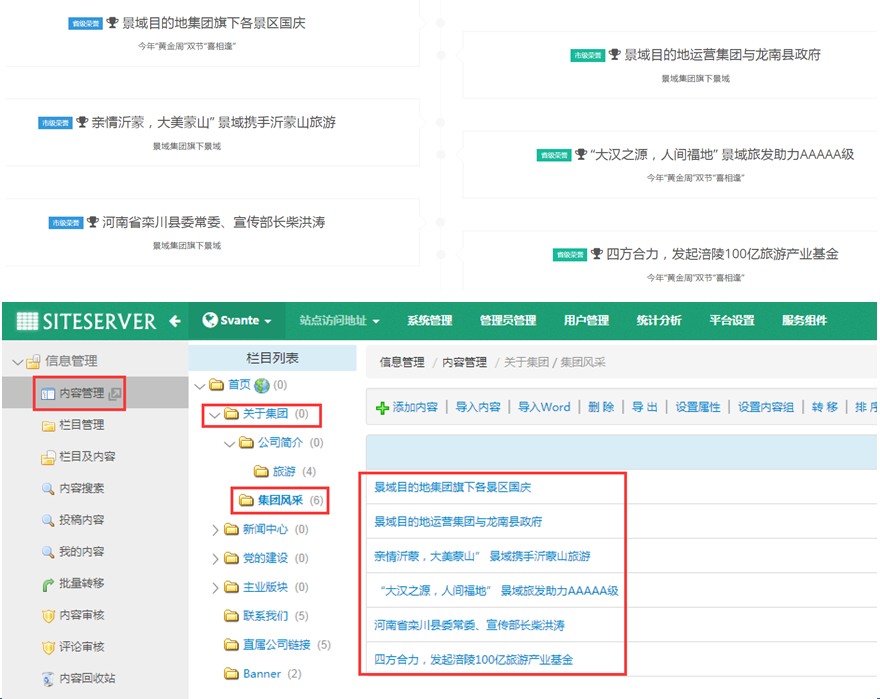 省级荣誉 景域目的地集团旗下各景区国庆
今年“黄金周”双节“喜相逢”
市级荣誉 景域目的地运营集团与龙南县政府
景域集团旗下景域
市级荣誉 亲情沂蒙，大美蒙山” 景域携手沂蒙山旅游
景域集团旗下景域
省级荣誉 “大汉之源，人间福地” 景域旅发助力AAAAA级
今年“黄金周”双节“喜相逢”
市级荣誉 河南省栾川县委常委、宣传部长柴洪涛
景域集团旗下景域
省级荣誉 四方合力，发起涪陵100亿旅游产业基金
今年“黄金周”双节“喜相逢”
SITESERVER Svante 站点访问地址 系统管理 管理员管理 用户管理 统计分析 平台设置 服务组件
信息管理
内容管理
栏目管理
栏目及内容
内容搜索
投稿内容
我的内容
批量转移
内容审核
评论审核
内容回收站
栏目列表
首页 (0)
关于集团 (0)
公司简介 (0)
旅游 (4)
集团风采 (6)
新闻中心 (0)
党的建设 (0)
主业版块 (0)
联系我们 (5)
直属公司链接 (5)
Banner (2)
信息管理 / 内容管理 / 关于集团 / 集团风采
添加内容 | 导入内容 | 导入Word | 删 除 | 导 出 | 设置属性 | 设置内容组 | 转 移 | 排 序
景域目的地集团旗下各景区国庆
景域目的地运营集团与龙南县政府
亲情沂蒙，大美蒙山” 景域携手沂蒙山旅游
“大汉之源，人间福地” 景域旅发助力AAAAA级
河南省栾川县委常委、宣传部长柴洪涛
四方合力，发起涪陵100亿旅游产业基金